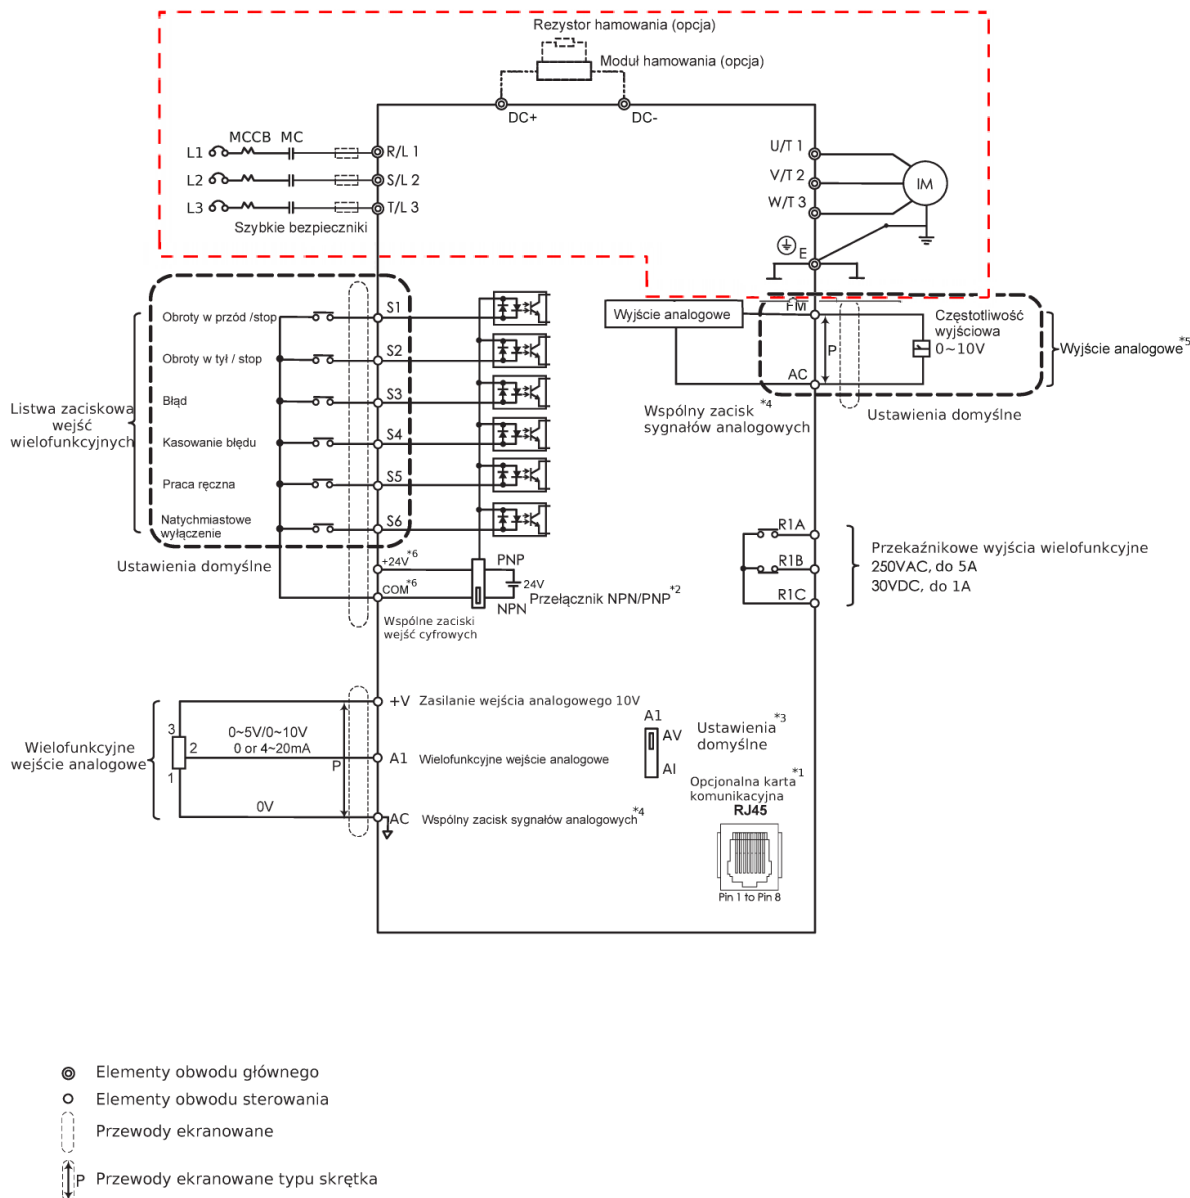 Rezystor hamowania (opcja)
Moduł hamowania (opcja)
DC+
DC-
MCCB MC
L1
R/L 1
L2
S/L 2
L3
T/L 3
Szybkie bezpieczniki
U/T 1
V/T 2
W/T 3
IM
E
Obroty w przód /stop
S1
Obroty w tył / stop
S2
Błąd
S3
Kasowanie błędu
S4
Praca ręczna
S5
Natychmiastowe
wyłączenie
S6
Listwa zaciskowa
wejść
wielofunkcyjnych
Ustawienia domyślne
+24V*6
COM*6
PNP
24V
NPN
Przełącznik NPN/PNP*2
Wspólne zaciski
wejść cyfrowych
Wyjście analogowe
FM
P
AC
Częstotliwość
wyjściowa
0~10V
Wyjście analogowe*5
Wspólny zacisk *4
sygnałów analogowych
Ustawienia domyślne
R1A
R1B
R1C
Przekaźnikowe wyjścia wielofunkcyjne
250VAC, do 5A
30VDC, do 1A
+V
Zasilanie wejścia analogowego 10V
3
2
1
0~5V/0~10V
0 or 4~20mA
P
A1
Wielofunkcyjne wejście analogowe
Wielofunkcyjne
wejście analogowe
0V
AC
Wspólny zacisk sygnałów analogowych*4
A1
AV
AI
Ustawienia*3
domyślne
Opcjonalna karta*1
komunikacyjna
RJ45
Pin 1 to Pin 8
Elementy obwodu głównego
Elementy obwodu sterowania
Przewody ekranowane
P Przewody ekranowane typu skrętka